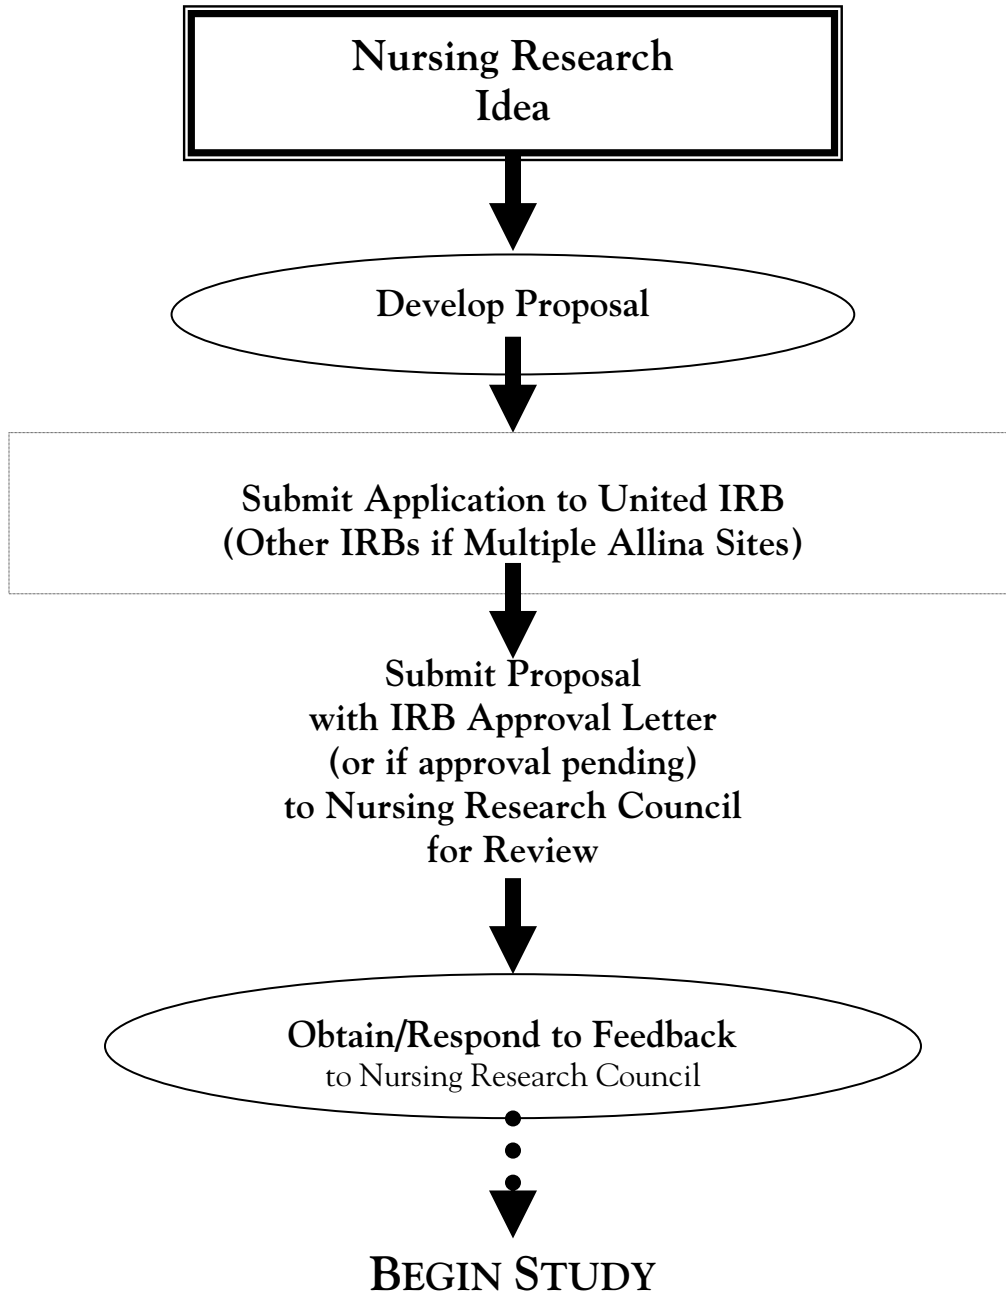 Nursing Research
Idea
Develop Proposal
Submit Application to United IRB
(Other IRBs if Multiple Allina Sites)
Submit Proposal
with IRB Approval Letter
(or if approval pending)
to Nursing Research Council
for Review
Obtain/Respond to Feedback
to Nursing Research Council
BEGIN STUDY